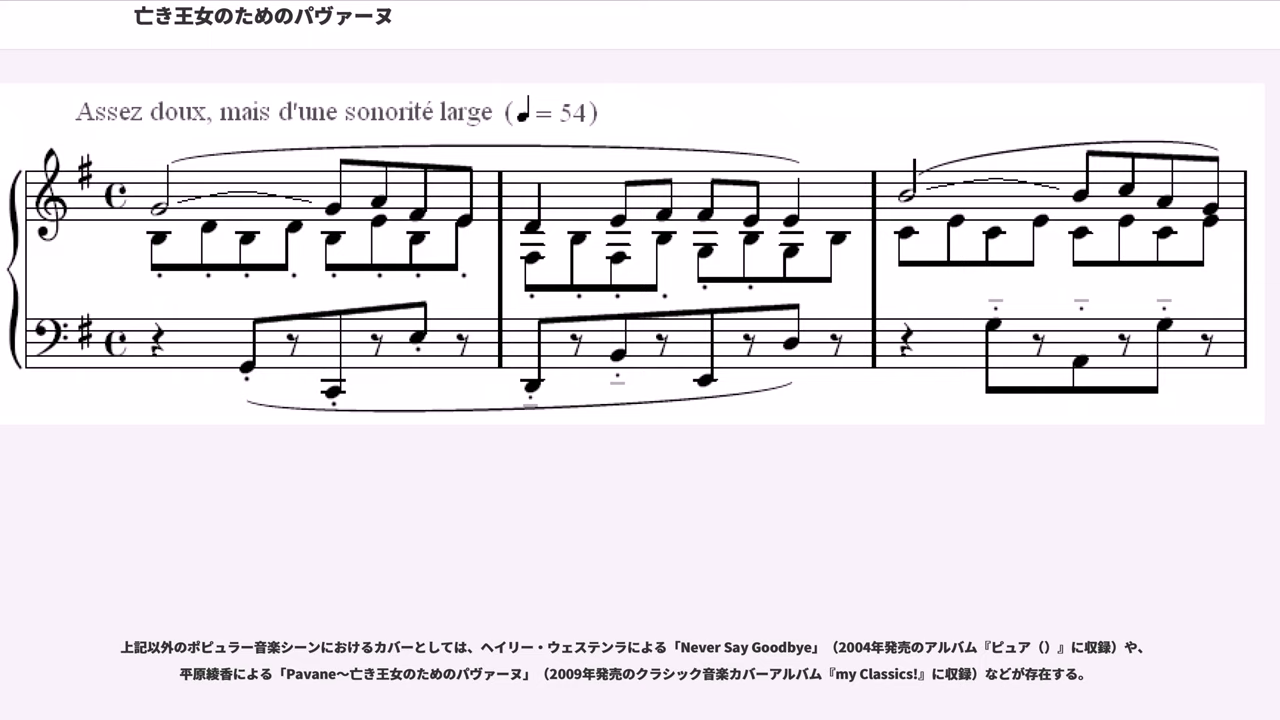 亡き王女のためのパヴァーヌ
Assez doux, mais d'une sonorité large (♩= 54)
上記以外のポピュラー音楽シーンにおけるカバーとしては、ヘイリー・ウェステンラによる「Never Say Goodbye」（2004年発売のアルバム『ピュア（）』に収録）や、
平原綾香による「Pavane〜亡き王女のためのパヴァーヌ」（2009年発売のクラシック音楽カバーアルバム『my Classics!』に収録）などが存在する。